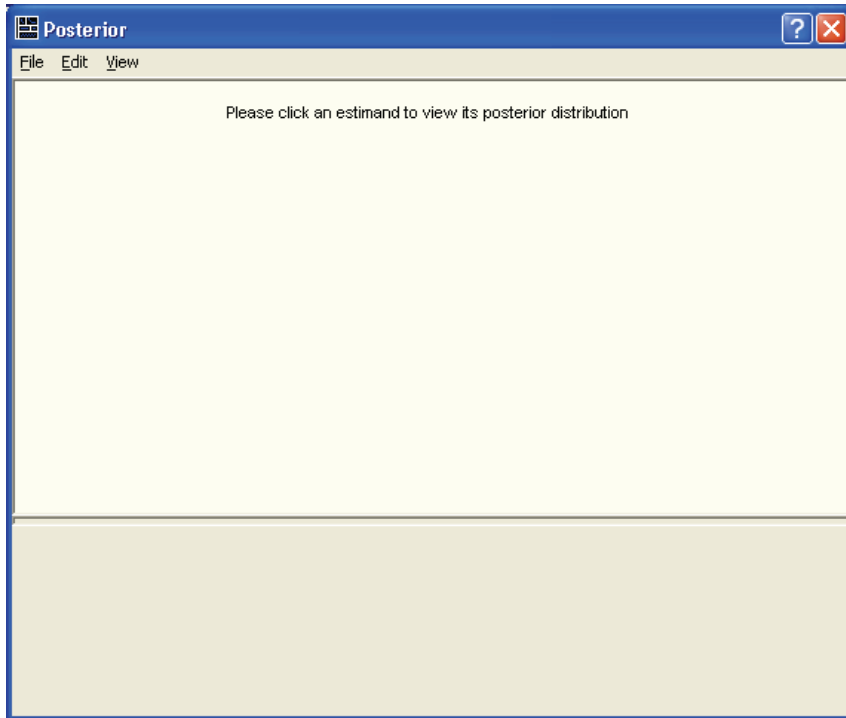 Posterior
File Edit View
Please click an estimand to view its posterior distribution